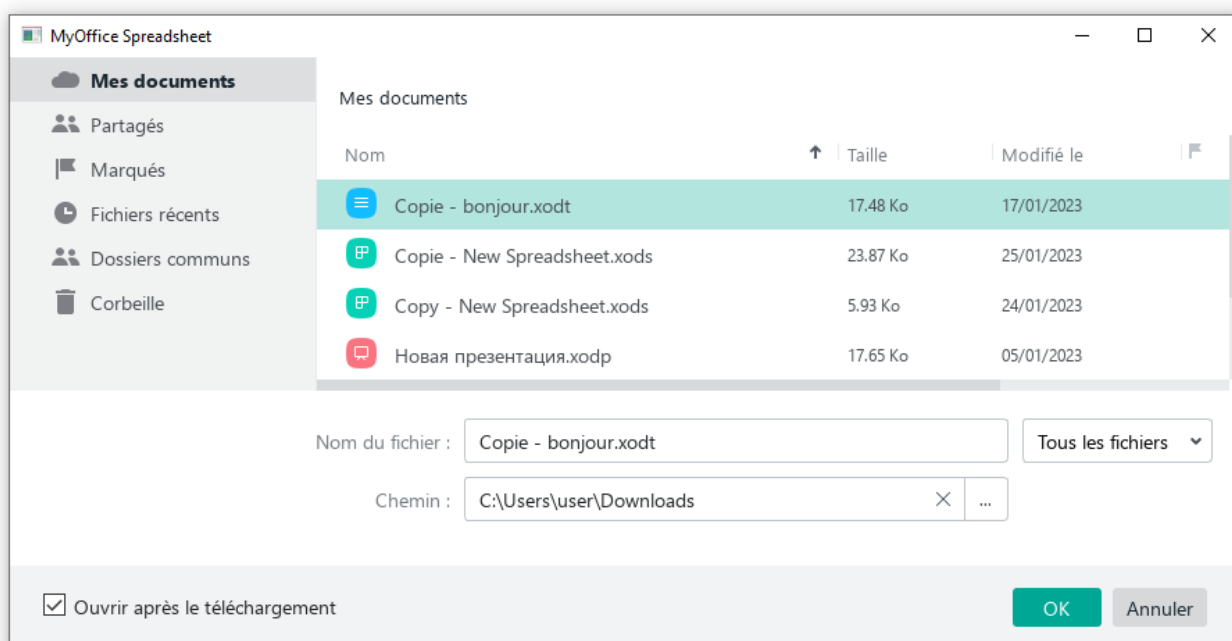 MyOffice Spreadsheet
Mes documents
Partagés
Marqués
Fichiers récents
Dossiers communs
Corbeille
Mes documents
Nom Taille Modifié le
Copie - bonjour.xodt 17.48 Ko 17/01/2023
Copie - New Spreadsheet.xods 23.87 Ko 25/01/2023
Copy - New Spreadsheet.xods 5.93 Ko 24/01/2023
Новая презентация.xodp 17.65 Ko 05/01/2023
Nom du fichier : Copie - bonjour.xodt Tous les fichiers
Chemin : C:\Users\user\Downloads ...
Ouvrir après le téléchargement OK Annuler